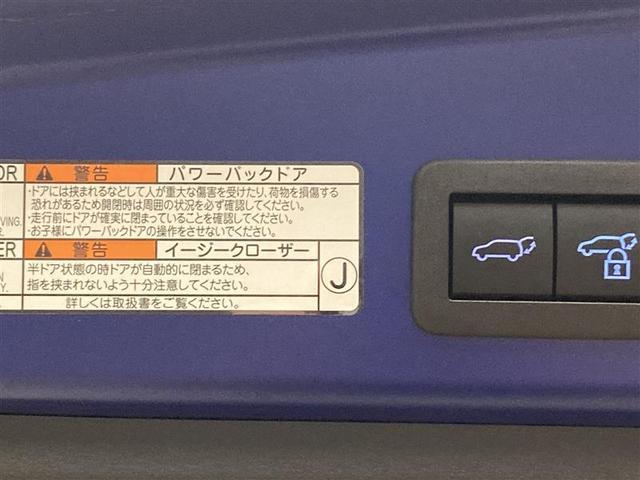 OR 警告 パワーバックドア
・ドアには挟まれるなどして人が重大な傷害を受けたり、荷物を損傷する
恐れがあるため開閉時は周囲の状況を必ず確認してください。
VING. ・走行前にドアが確実に閉まっていることを確認してください。
R. ・お子様にパワーバックドアの操作をさせないでください。
ER 警告 イージークローザー
半ドア状態の時ドアが自動的に閉まるため、
Y. 指を挟まれないよう十分注意してください。
詳しくは取扱書をご覧ください。
J